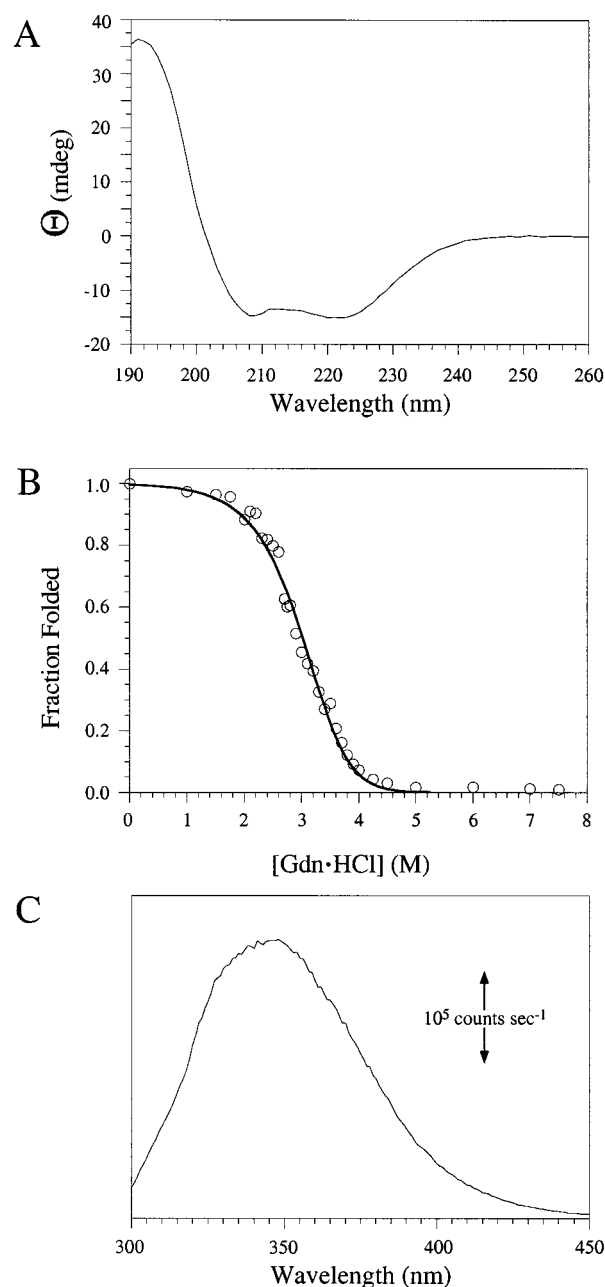 A
40
30
20
10
0
-10
-20
Θ (mdeg)
190 200 210 220 230 240 250 260
Wavelength (nm)
B
1.0
0.8
0.6
0.4
0.2
0.0
Fraction Folded
0 1 2 3 4 5 6 7 8
[Gdn•HCl] (M)
C
10⁵ counts sec⁻¹
300 350 400 450
Wavelength (nm)